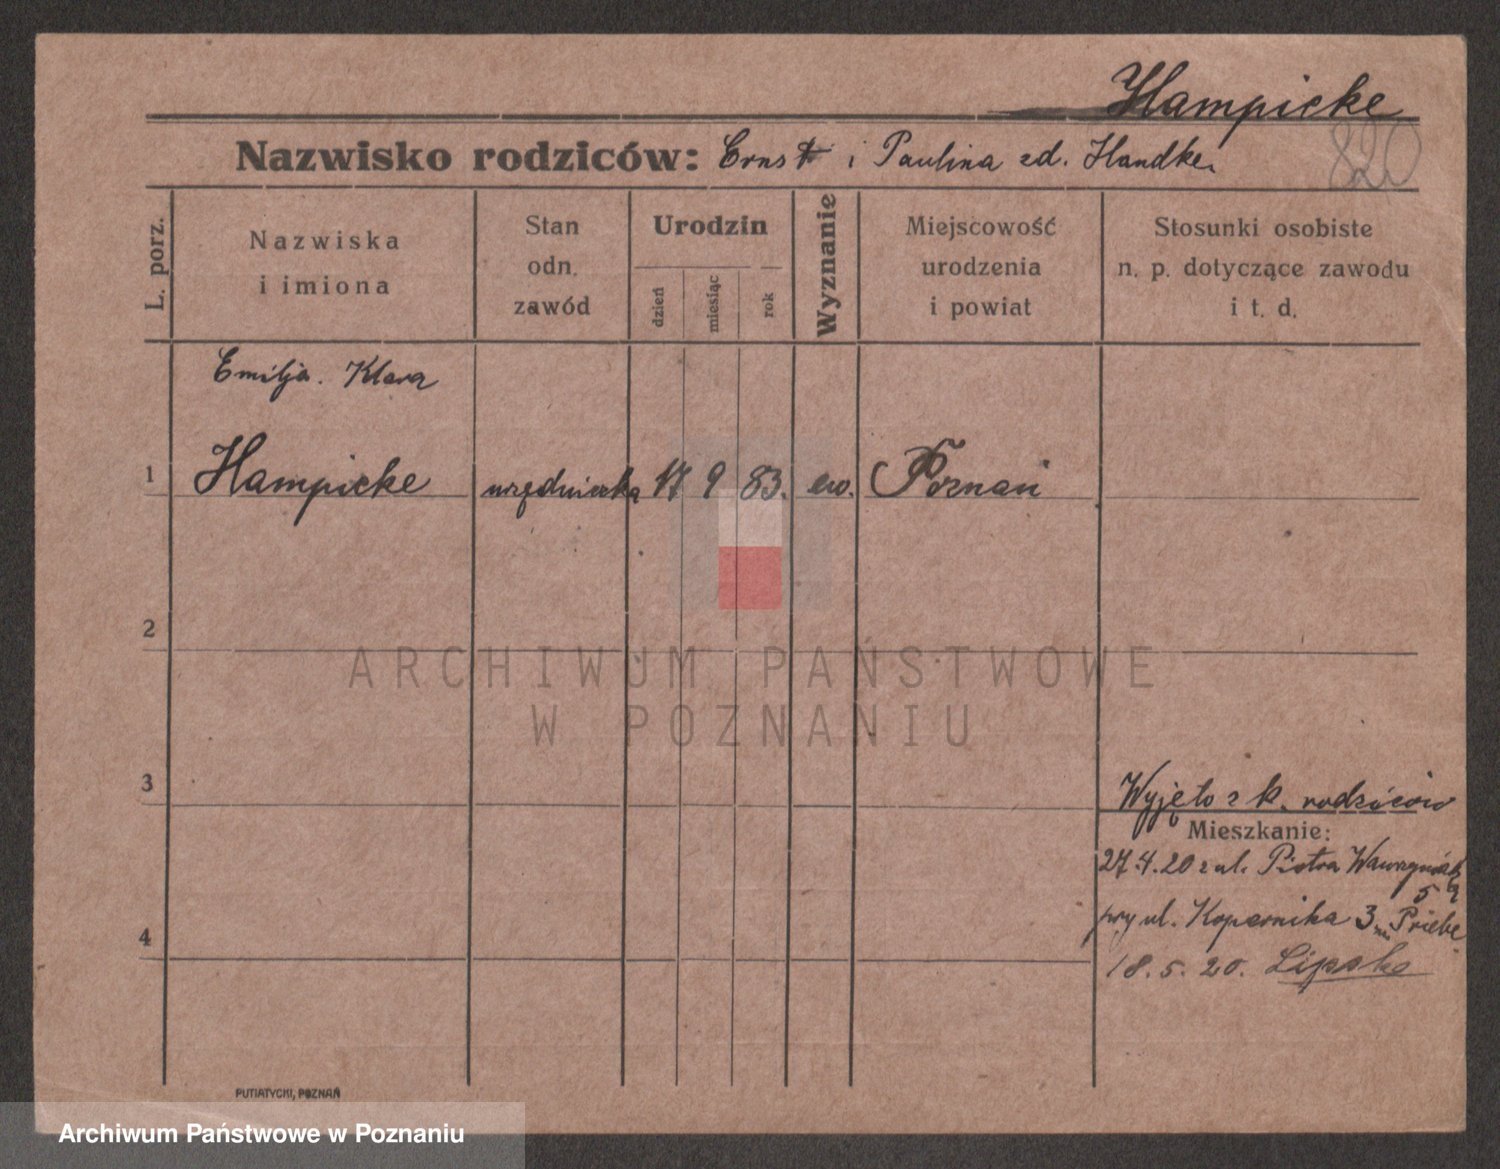 Hampicke
820
Nazwisko rodziców: Ernst i Paulina zd. Handke
L. porz.
Nazwiska
i imiona
Stan
odn.
zawód
Urodzin
dzień
miesiąc
rok
Wyznanie
Miejscowość
urodzenia
i powiat
Stosunki osobiste
n. p. dotyczące zawodu
i t. d.
Emilja. Klara
1 Hampicke urzędniczka 17 9 83. ew. Poznań
2
ARCHIWUM PAŃSTWOWE
W POZNANIU
3
Wyjęto z k. rodziców
Mieszkanie:
27.4.20 z ul. Piotra Wawrzyniaka
5
przy ul. Kopernika 3 Priebe
4
18.5.20. Lipsko
PUTIATYCKI, POZNAŃ
Archiwum Państwowe w Poznaniu